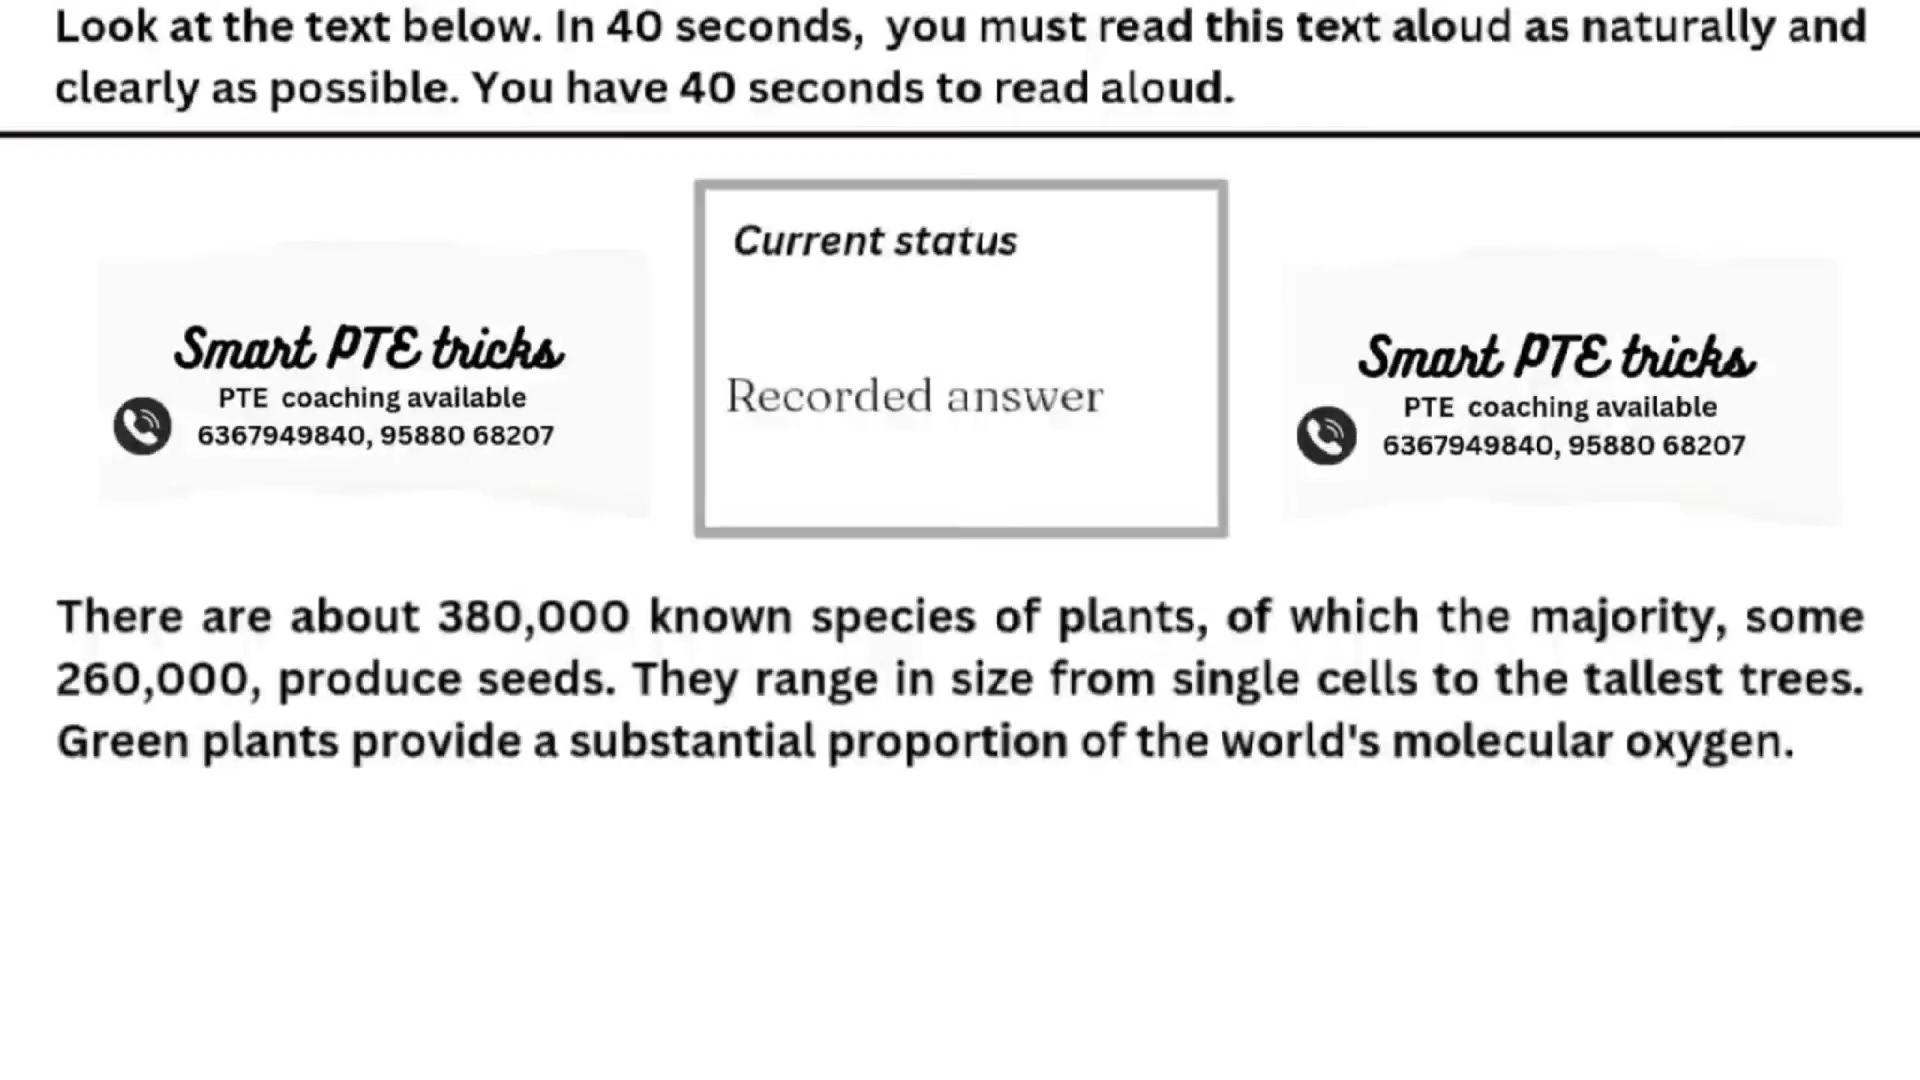 Look at the text below. In 40 seconds, you must read this text aloud as naturally and
clearly as possible. You have 40 seconds to read aloud.
Current status
Recorded answer
Smart PTE tricks
PTE coaching available
6367949840, 95880 68207
Smart PTE tricks
PTE coaching available
6367949840, 95880 68207
There are about 380,000 known species of plants, of which the majority, some
260,000, produce seeds. They range in size from single cells to the tallest trees.
Green plants provide a substantial proportion of the world's molecular oxygen.